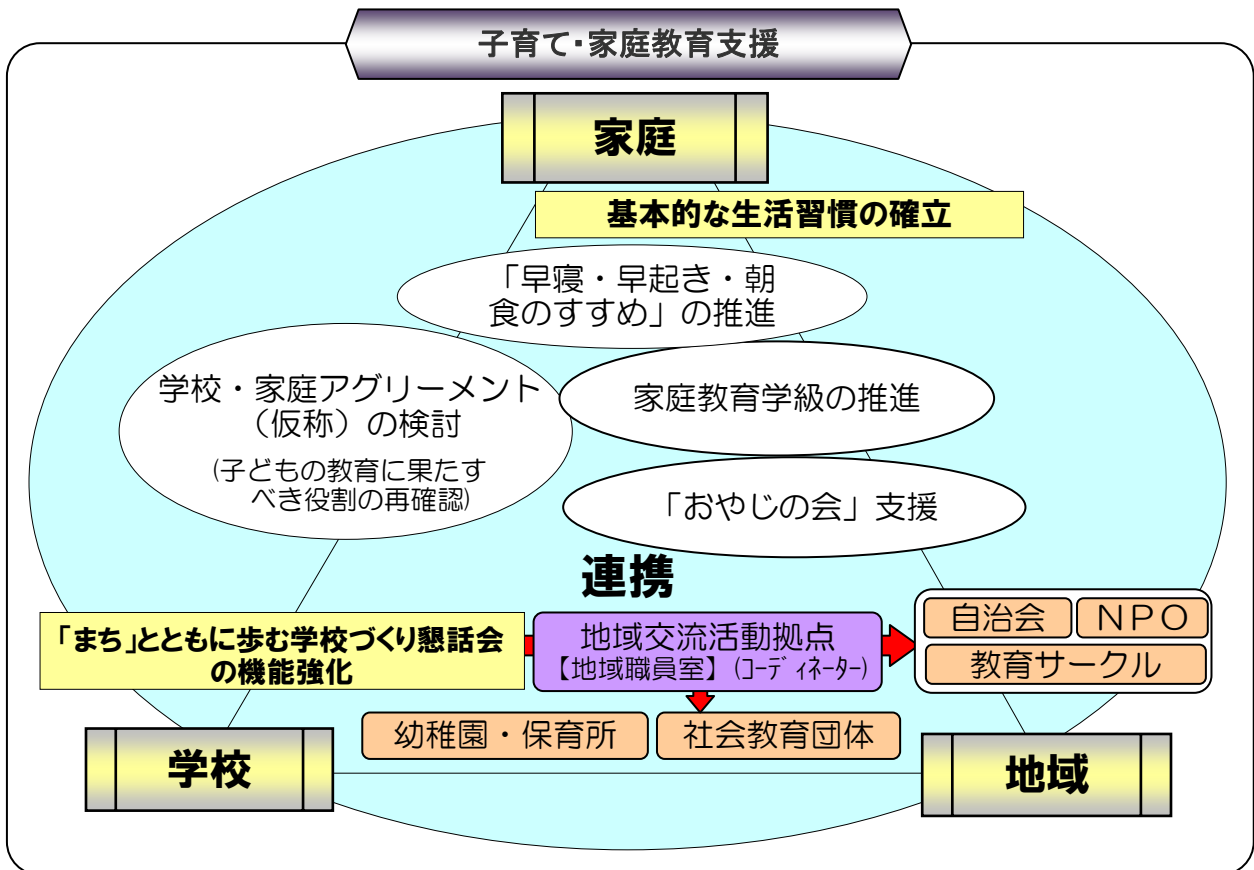 子育て・家庭教育支援
家庭
基本的な生活習慣の確立
「早寝・早起き・朝
食のすすめ」の推進
学校・家庭アグリーメント
（仮称）の検討
(子どもの教育に果たす
べき役割の再確認)
家庭教育学級の推進
「おやじの会」支援
連携
「まち」とともに歩む学校づくり懇話会
の機能強化
地域交流活動拠点
【地域職員室】（ｺｰﾃﾞｨﾈｰﾀｰ）
自治会
ＮＰＯ
教育サークル
幼稚園・保育所
社会教育団体
学校
地域